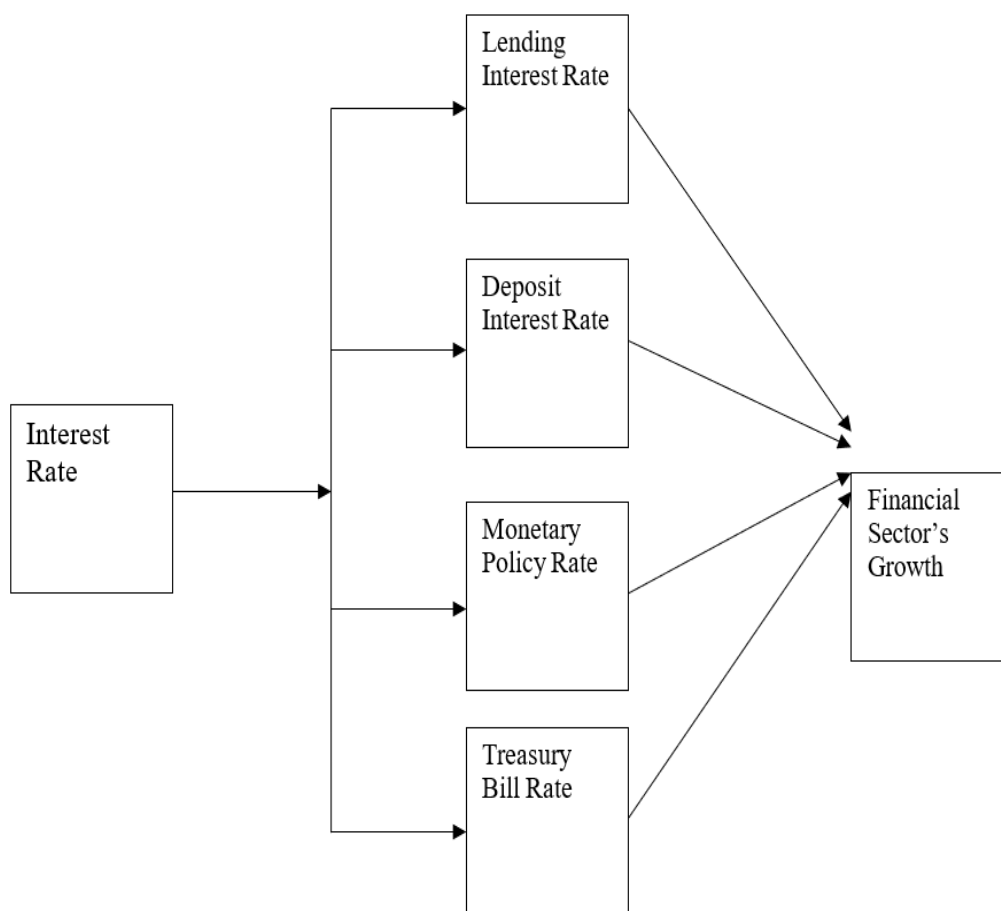 Lending
Interest Rate
Deposit
Interest Rate
Interest
Rate
Monetary
Policy Rate
Financial
Sector’s
Growth
Treasury
Bill Rate